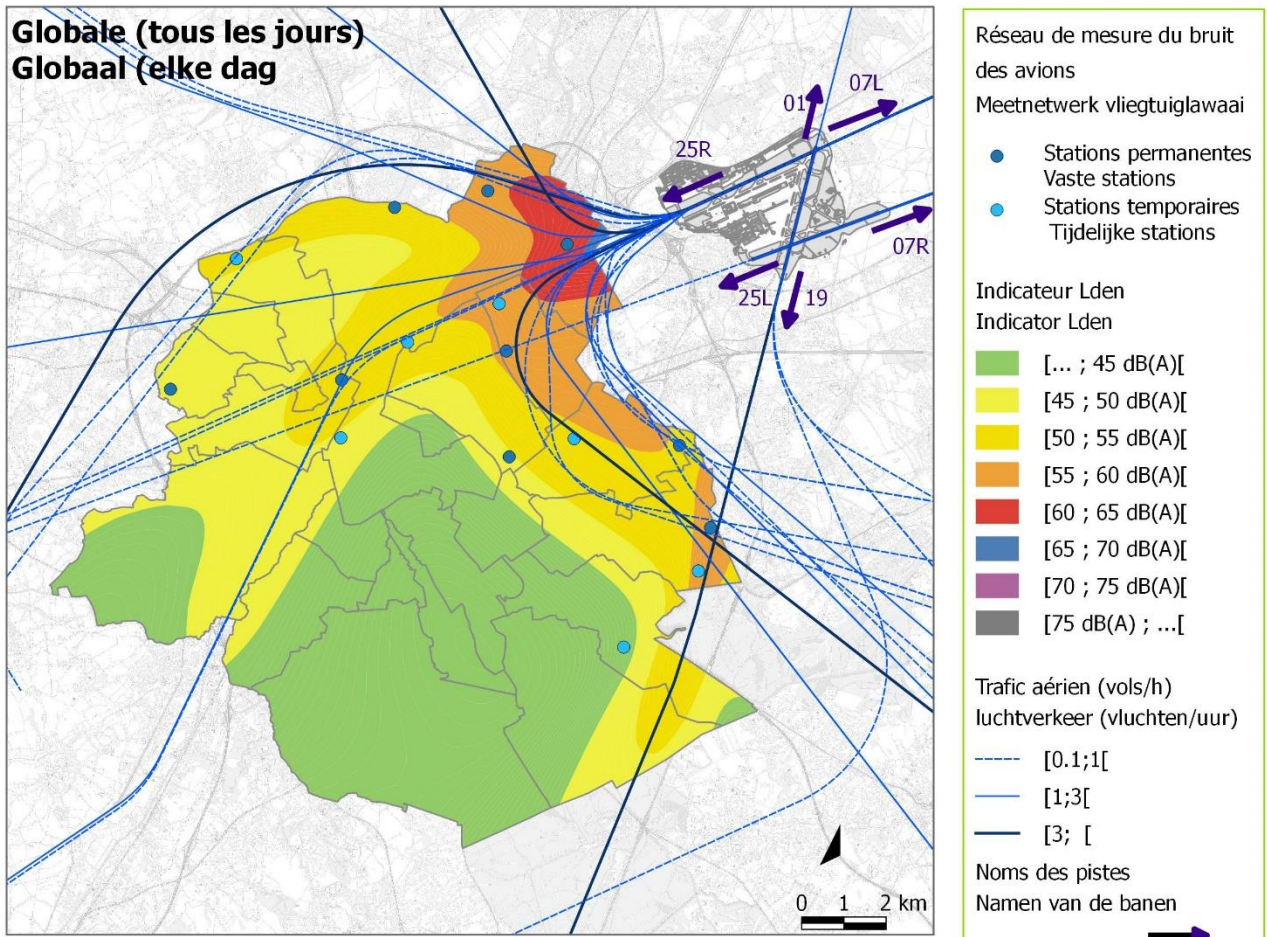 Globale (tous les jours)
Globaal (elke dag
01
07L
25R
07R
25L
19
0 1 2 km
Réseau de mesure du bruit
des avions
Meetnetwerk vliegtuiglawaai
Stations permanentes
Vaste stations
Stations temporaires
Tijdelijke stations
Indicateur Lden
Indicator Lden
[... ; 45 dB(A)[
[45 ; 50 dB(A)[
[50 ; 55 dB(A)[
[55 ; 60 dB(A)[
[60 ; 65 dB(A)[
[65 ; 70 dB(A)[
[70 ; 75 dB(A)[
[75 dB(A) ; ...[
Trafic aérien (vols/h)
luchtverkeer (vluchten/uur)
[0.1;1[
[1;3[
[3; [
Noms des pistes
Namen van de banen